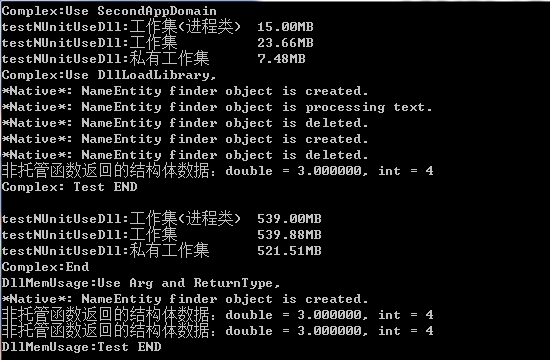 Complex:Use SecondAppDomain
testNUnitUseDll:工作集(进程类) 15.00MB
testNUnitUseDll:工作集 23.66MB
testNUnitUseDll:私有工作集 7.48MB
Complex:Use DllLoadLibrary,
*Native*: NameEntity finder object is created.
*Native*: NameEntity finder object is processing text.
*Native*: NameEntity finder object is deleted.
*Native*: NameEntity finder object is created.
*Native*: NameEntity finder object is deleted.
非托管函数返回的结构体数据：double = 3.000000, int = 4
Complex: Test END
testNUnitUseDll:工作集(进程类) 539.00MB
testNUnitUseDll:工作集 539.88MB
testNUnitUseDll:私有工作集 521.51MB
Complex:End
DllMemUsage:Use Arg and ReturnType,
*Native*: NameEntity finder object is created.
非托管函数返回的结构体数据：double = 3.000000, int = 4
非托管函数返回的结构体数据：double = 3.000000, int = 4
DllMemUsage:Test END